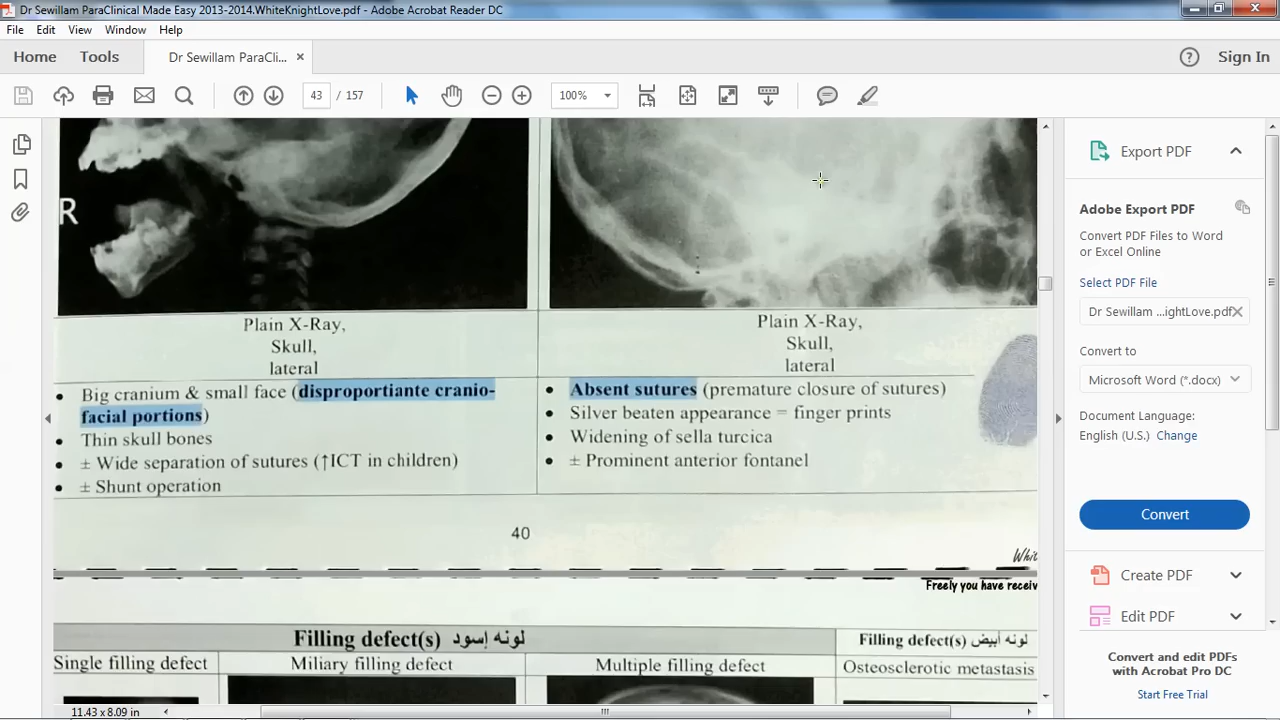 Dr Sewillam ParaClinical Made Easy 2013-2014.WhiteKnightLove.pdf - Adobe Acrobat Reader DC
File Edit View Window Help
Home Tools Dr Sewillam ParaCli... × Sign In
43 / 157 100%
R
Plain X-Ray,
Skull,
lateral
• Big cranium & small face (disproportiante cranio-
facial portions)
• Thin skull bones
• ± Wide separation of sutures (↑ICT in children)
• ± Shunt operation
Plain X-Ray,
Skull,
lateral
• Absent sutures (premature closure of sutures)
• Silver beaten appearance = finger prints
• Widening of sella turcica
• ± Prominent anterior fontanel
40
Whit
Freely you have receiv
Filling defect(s) لونه إسود
Filling defect(s) لونه أبيض
Single filling defect Miliary filling defect Multiple filling defect Osteosclerotic metastasis
11.43 x 8.09 in
Export PDF
Adobe Export PDF
Convert PDF Files to Word
or Excel Online
Select PDF File
Dr Sewillam ...ightLove.pdf
Convert to
Microsoft Word (*.docx)
Document Language:
English (U.S.) Change
Convert
Create PDF
Edit PDF
Convert and edit PDFs
with Acrobat Pro DC
Start Free Trial